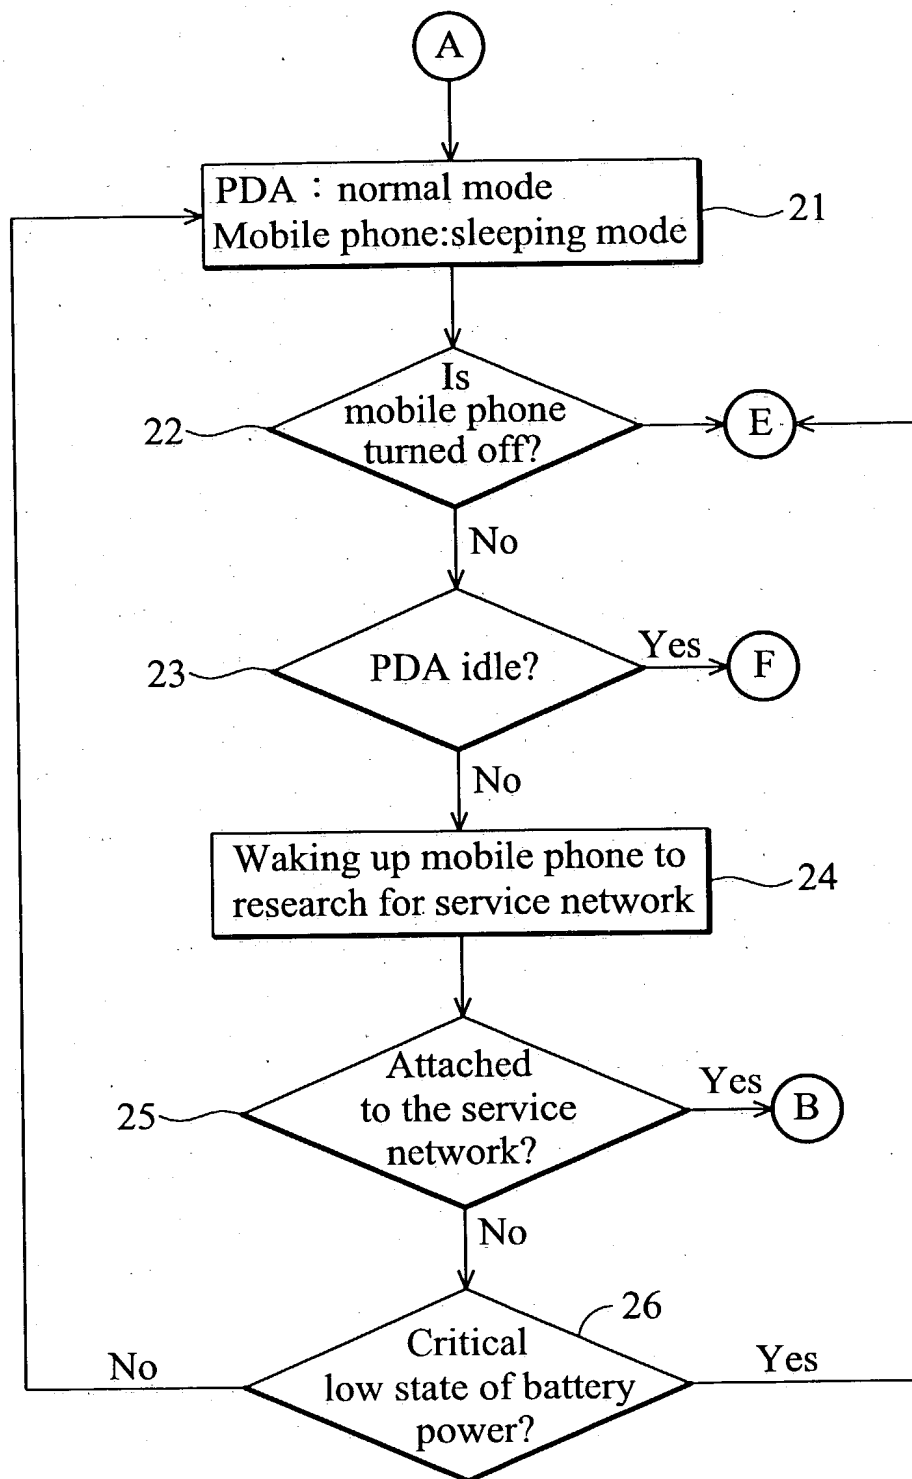 A
PDA : normal mode
Mobile phone:sleeping mode
21
Is
mobile phone
turned off?
22
E
No
PDA idle?
23
Yes
F
No
Waking up mobile phone to
research for service network
24
Attached
to the service
network?
25
Yes
B
No
26
Critical
low state of battery
power?
No
Yes